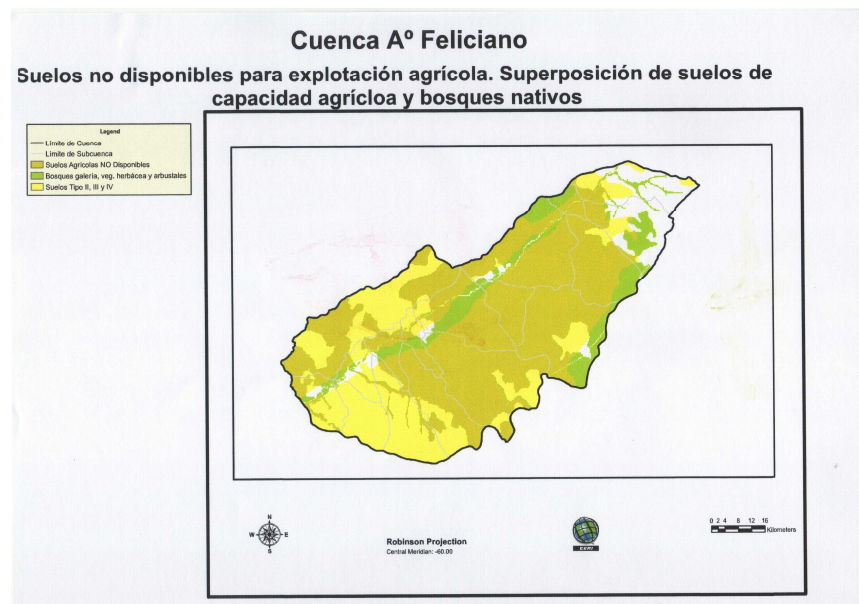 Cuenca Aº Feliciano
Suelos no disponibles para explotación agrícola. Superposición de suelos de
capacidad agrícloa y bosques nativos
Legend
Límite de Cuenca
Límite de Subcuenca
Suelos Agrícolas NO Disponibles
Bosques galería, veg. herbácea y arbustales
Suelos Tipo II, III y IV
N
W
E
S
Robinson Projection
Central Meridian: -60.00
ESRI
0 2 4 8 12 16
Kilometers